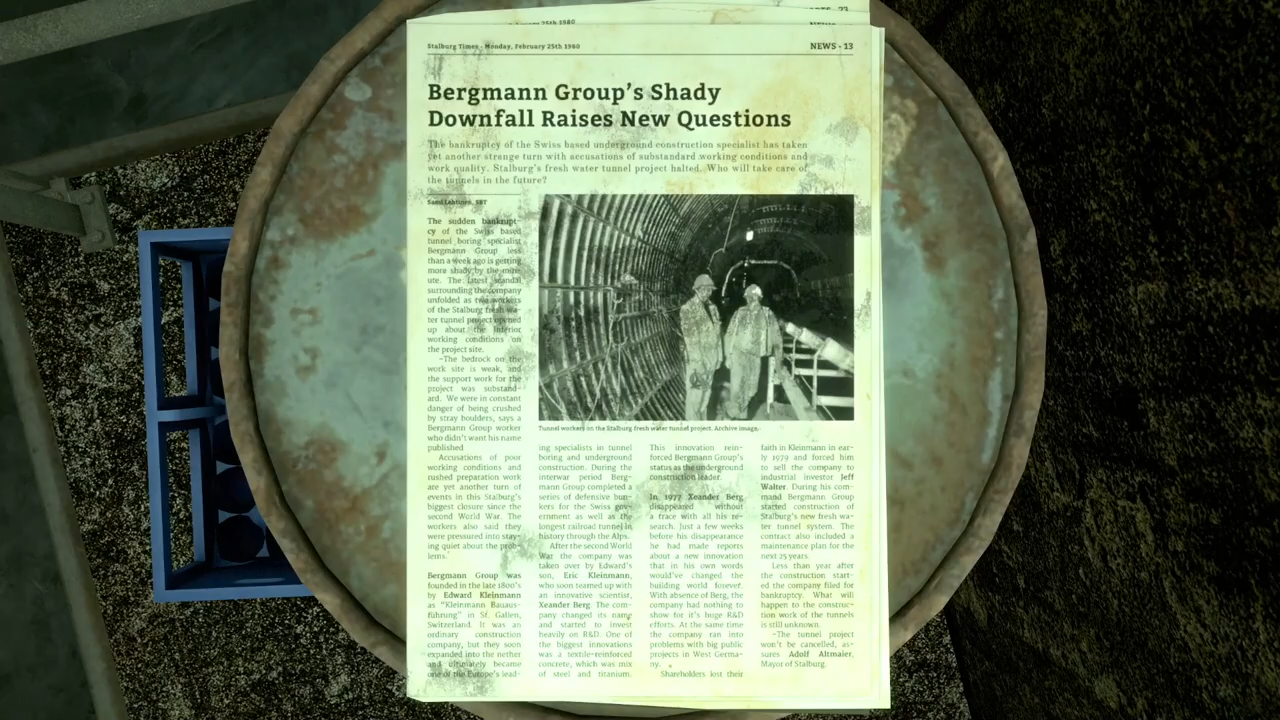 25th 1980
Stalburg Times - Monday, February 25th 1980
NEWS - 13
Bergmann Group's Shady
Downfall Raises New Questions
The bankruptcy of the Swiss based underground construction specialist has taken
yet another strange turn with accusations of substandard working conditions and
work quality. Stalburg's fresh water tunnel project halted. Who will take care of
the tunnels in the future?
Sami Lahtinen, SBT
The sudden bankrupt-
cy of the Swiss based
tunnel boring specialist
Bergmann Group less
than a week ago is getting
more shady by the min-
ute. The latest scandal
surrounding the company
unfolded as two workers
of the Stalburg fresh wa-
ter tunnel project opened
up about the inferior
working conditions on
the project site.
-The bedrock on the
work site is weak, and
the support work for the
project was substand-
ard. We were in constant
danger of being crushed
by stray boulders, says a
Bergmann Group worker
who didn't want his name
published
Accusations of poor
working conditions and
rushed preparation work
are yet another turn of
events in this Stalburg's
biggest closure since the
second World War. The
workers also said they
were pressured into stay-
ing quiet about the prob-
lems.
Bergmann Group was
founded in the late 1800's
by Edward Kleinmann
as "Kleinmann Bauaus-
führung" in Sf. Gallen,
Switzerland. It was an
ordinary construction
company, but they soon
expanded into the nether
and ultimately became
one of the Europe's lead-
Tunnel workers on the Stalburg fresh water tunnel project. Archive image.
ing specialists in tunnel
boring and underground
construction. During the
interwar period Berg-
mann Group completed a
series of defensive bun-
kers for the Swiss gov-
ernment as well as the
longest railroad tunnel in
history through the Alps.
After the second World
War the company was
taken over by Edward's
son, Eric Kleinmann,
who soon teamed up with
an innovative scientist,
Xeander Berg. The com-
pany changed its name
and started to invest
heavily on R&D. One of
the biggest innovations
was a textile-reinforced
concrete, which was mix
of steel and titanium.
This innovation rein-
forced Bergmann Group's
status as the underground
construction leader.
In 1977 Xeander Berg
disappeared without
a trace with all his re-
search. Just a few weeks
before his disappearance
he had made reports
about a new innovation
that in his own words
would've changed the
building world forever.
With absence of Berg, the
company had nothing to
show for it's huge R&D
efforts. At the same time
the company ran into
problems with big public
projects in West Germa-
ny.
Shareholders lost their
faith in Kleinmann in ear-
ly 1979 and forced him
to sell the company to
industrial investor Jeff
Walter. During his com-
mand Bergmann Group
started construction of
Stalburg's new fresh wa-
ter tunnel system. The
contract also included a
maintenance plan for the
next 25 years.
Less than year after
the construction start-
ed the company filed for
bankruptcy. What will
happen to the construc-
tion work of the tunnels
is still unknown.
-The tunnel project
won't be cancelled, as-
sures Adolf Altmaier,
Mayor of Stalburg.